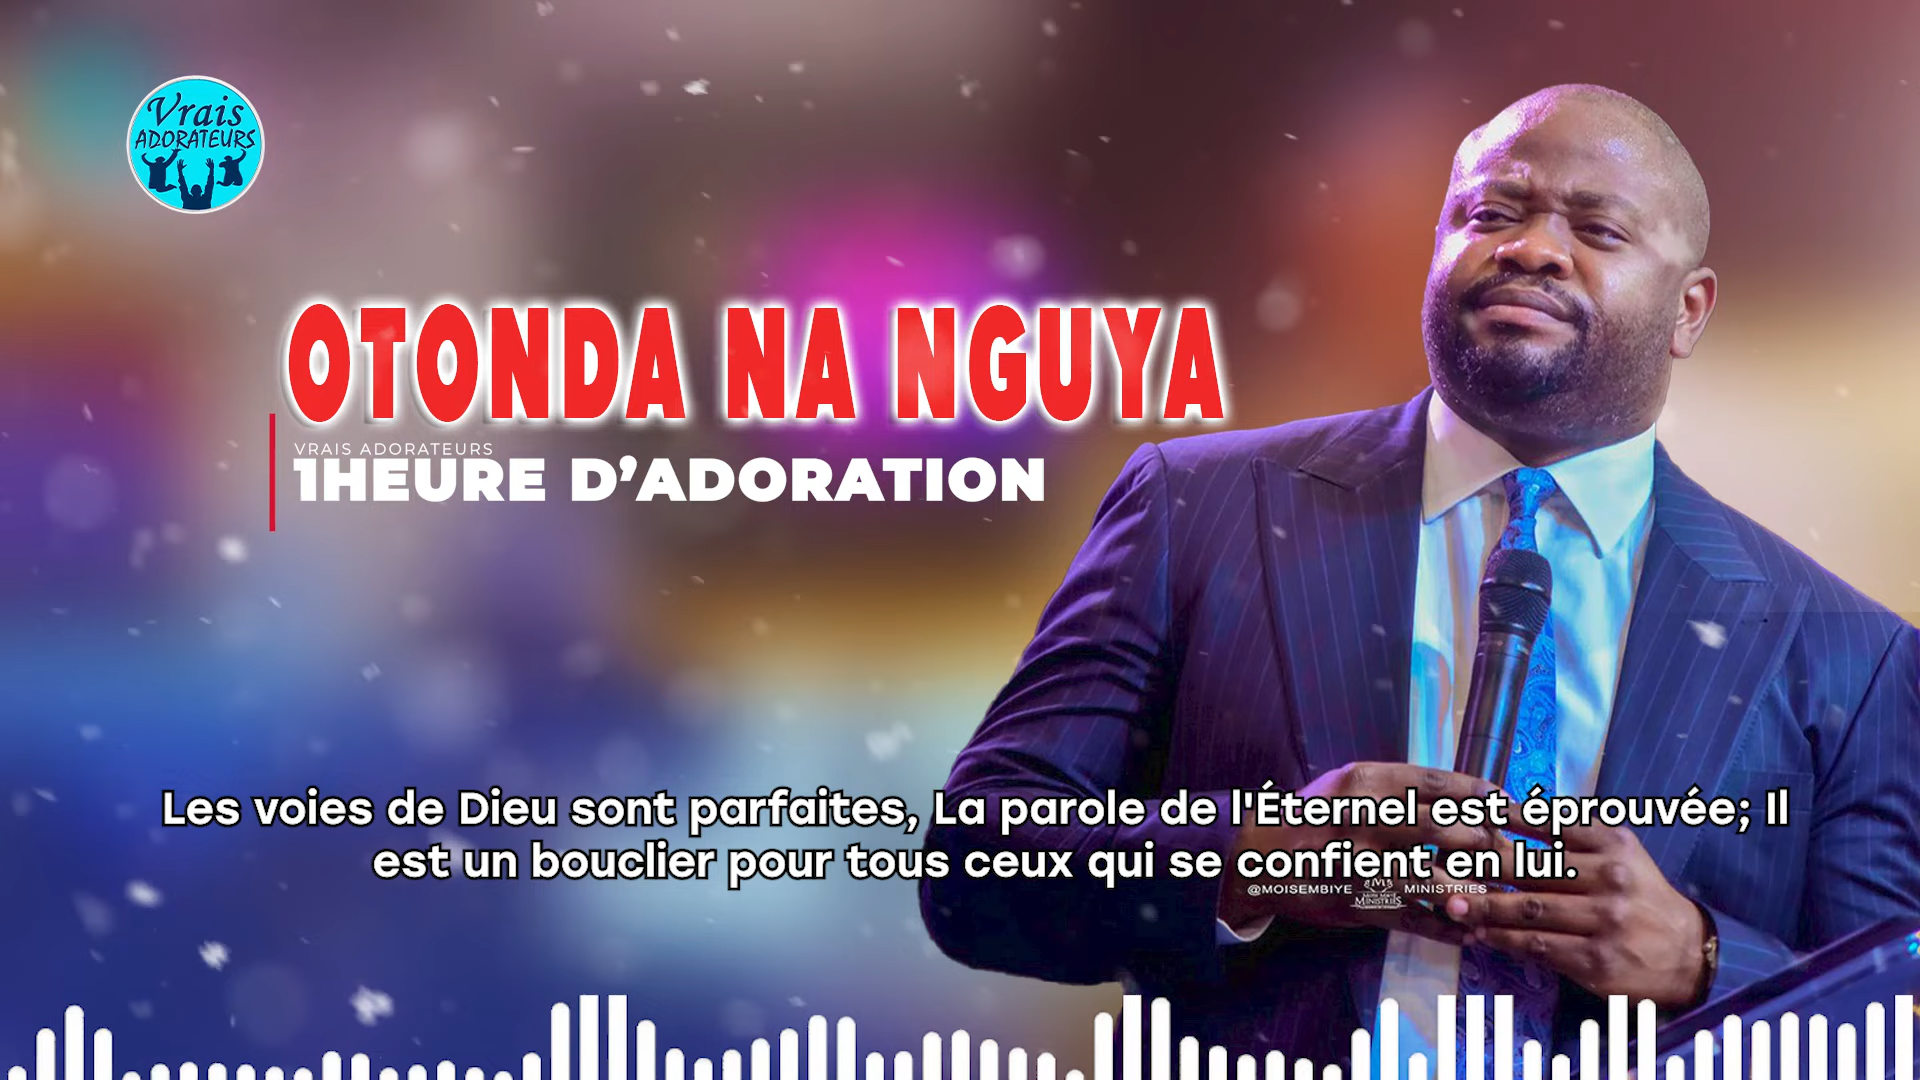 Vrais
ADORATEURS
OTONDA NA NGUYA
VRAIS ADORATEURS
1HEURE D'ADORATION
Les voies de Dieu sont parfaites, La parole de l'Éternel est éprouvée; Il
est un bouclier pour tous ceux qui se confient en lui.
@MOISEMBIYE MINISTRIES
MINISTRIES